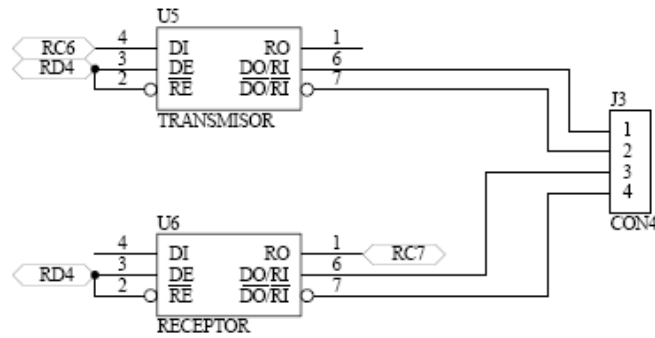 U5
RC6 4 DI RO 1
RD4 3 DE DO/RI 6
2 RE DO/RI 7
TRANSMISOR
J3
1
2
3
4
CON4
U6
4 DI RO 1 RC7
RD4 3 DE DO/RI 6
2 RE DO/RI 7
RECEPTOR